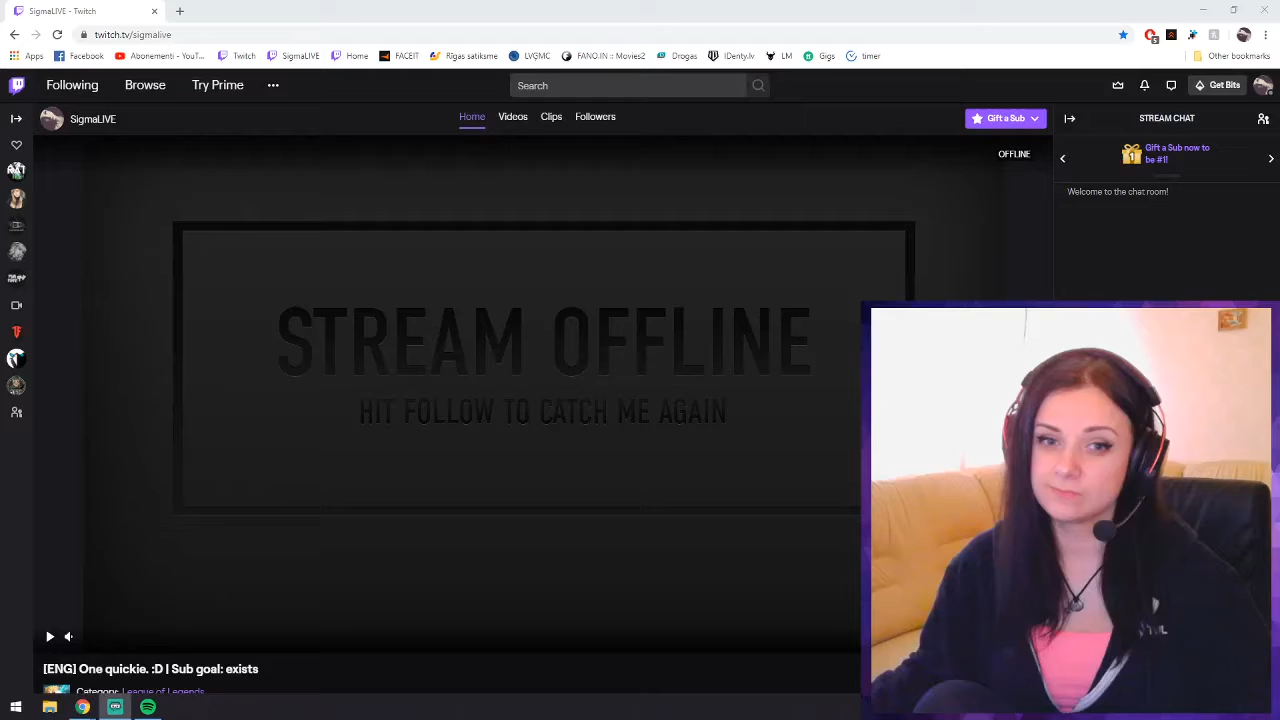 SigmaLIVE - Twitch
twitch.tv/sigmalive
Apps Facebook Abonementi - YouT... Twitch SigmaLIVE Home FACEIT Rīgas satiksme LVGMC FANO.IN :: Movies2 Drogas IDenty.lv LM Gigs timer Other bookmarks
Following Browse Try Prime Search Get Bits
SigmaLIVE Home Videos Clips Followers Gift a Sub STREAM CHAT
OFFLINE
Gift a Sub now to
be #1!
Welcome to the chat room!
STREAM OFFLINE
HIT FOLLOW TO CATCH ME AGAIN
[ENG] One quickie. :D | Sub goal: exists
Category League of Legends